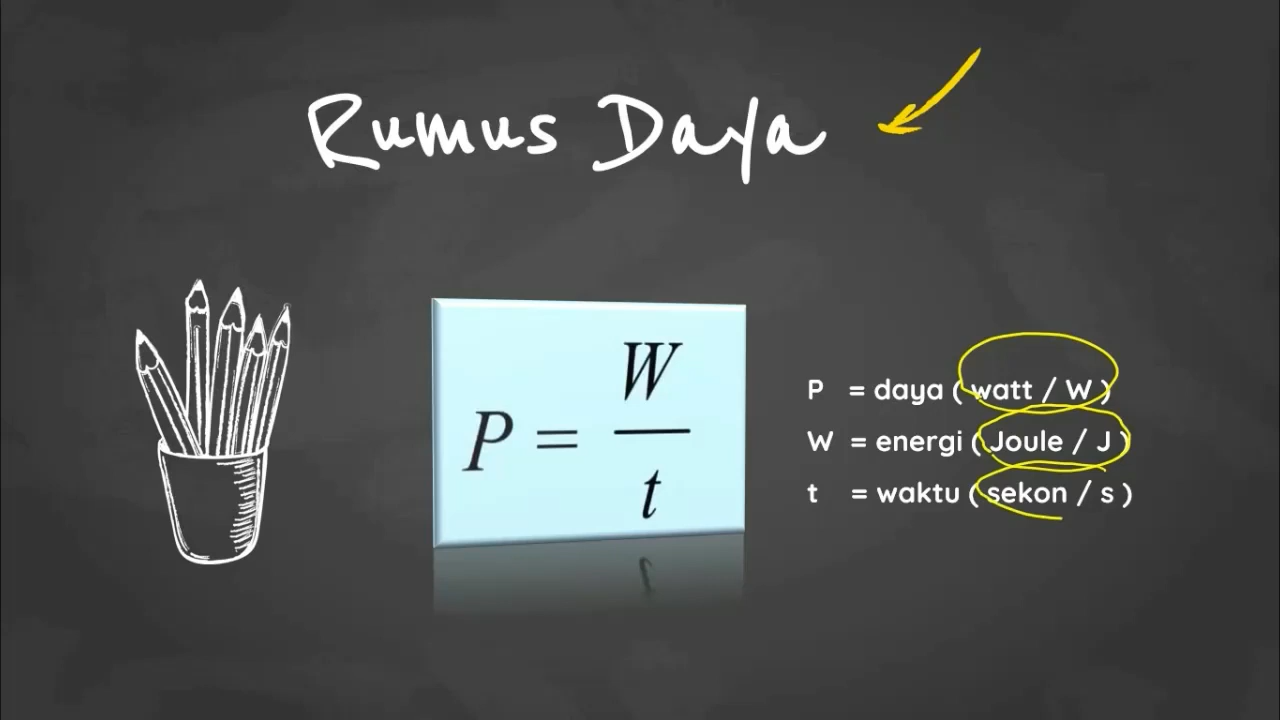 Rumus Daya
P = W / t
P = daya ( watt / W )
W = energi ( Joule / J )
t = waktu ( sekon / s )